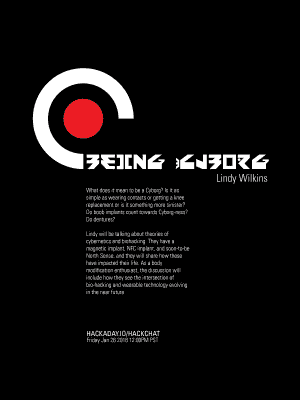 BEING A CYBORG
Lindy Wilkins
What does it mean to be a Cyborg? Is it as
simple as wearing contacts or getting a knee
replacement or is it something more sinister?
Do boob implants count towards Cyborg-ness?
Do dentures?
Lindy will be talking about theories of
cybernetics and biohacking. They have a
magnetic implant, NFC implant, and soon-to-be
North Sense, and they will share how these
have impacted their life. As a body
modification enthusiast, the discussion will
include how they see the intersection of
bio-hacking and wearable technology evolving
in the near future
HACKADAY.IO/HACKCHAT
Friday Jan 26 2018 12:00PM PST